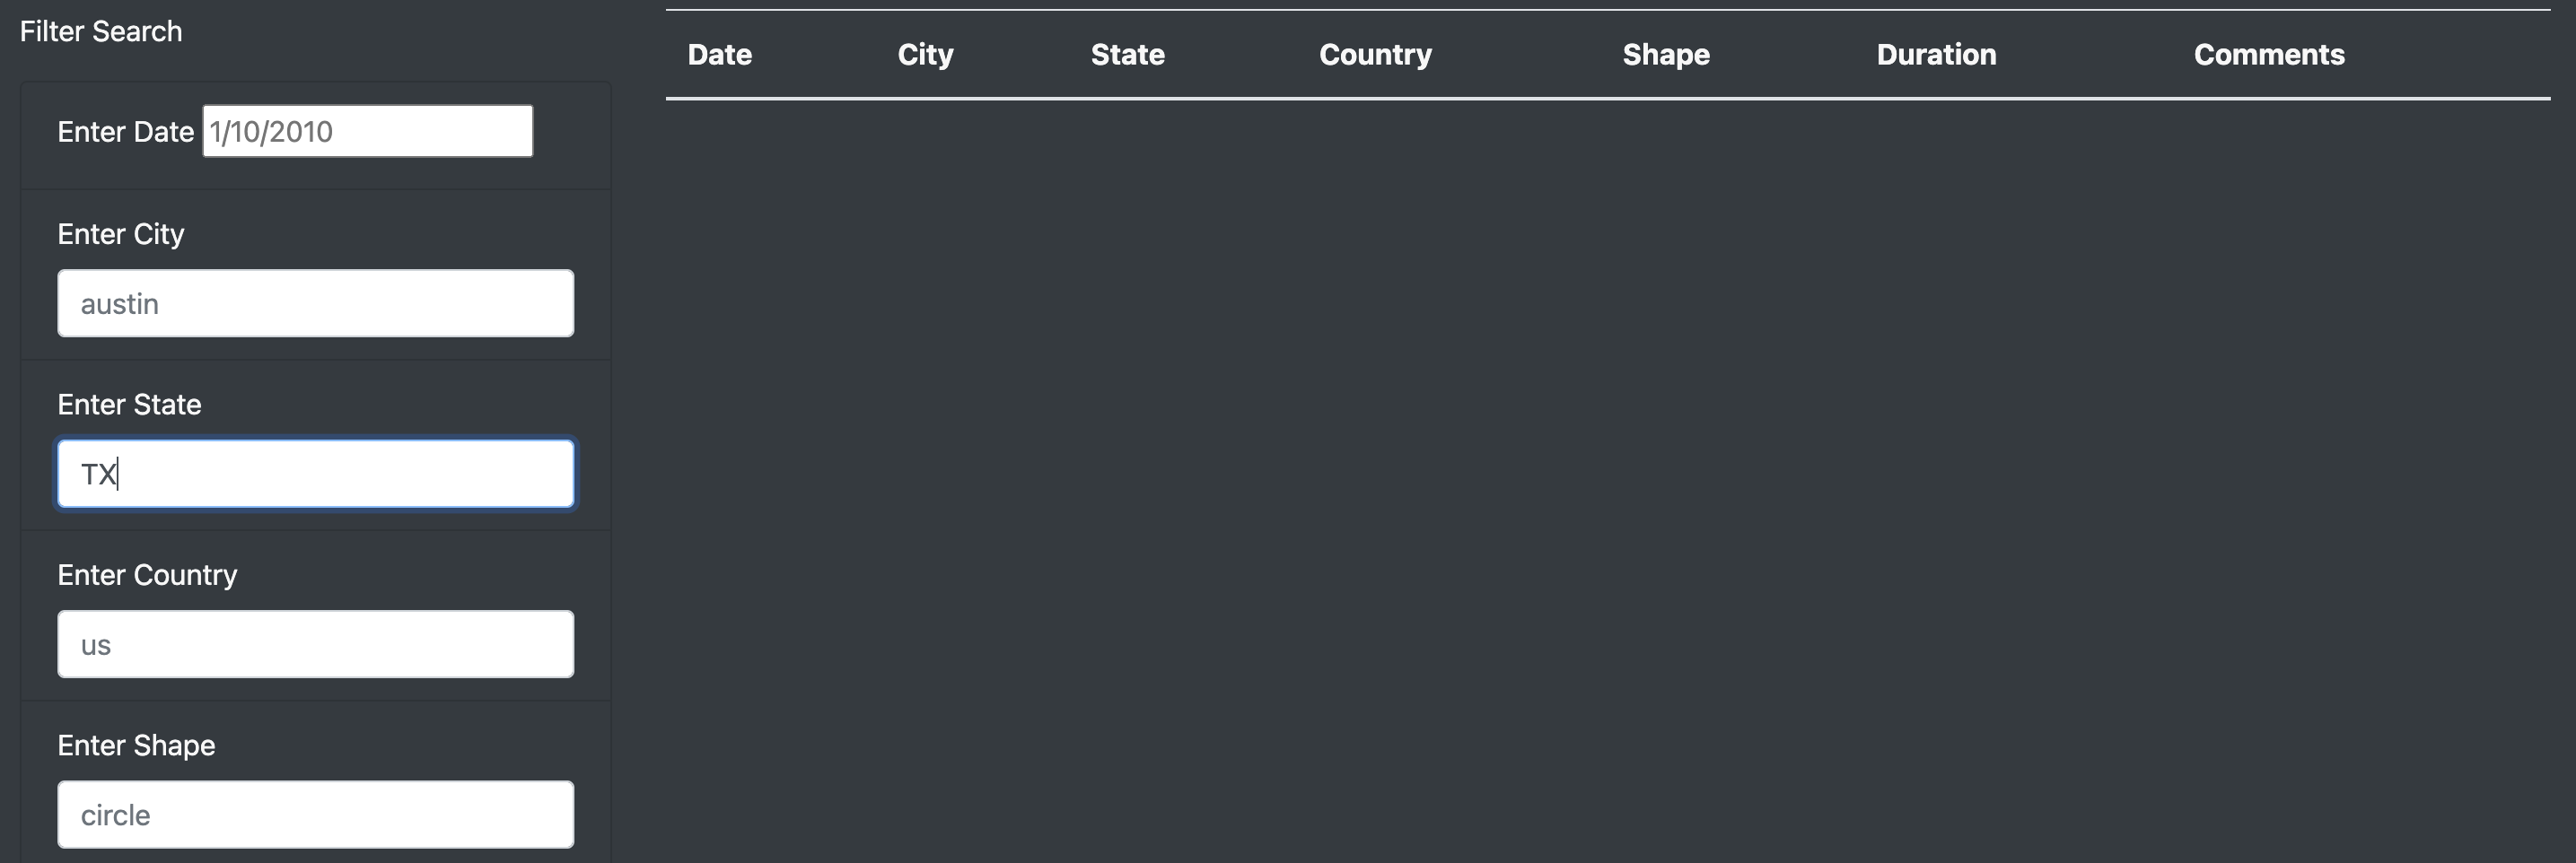 Filter Search
Enter Date 1/10/2010
Enter City
austin
Enter State
TX
Enter Country
us
Enter Shape
circle
Date City State Country Shape Duration Comments